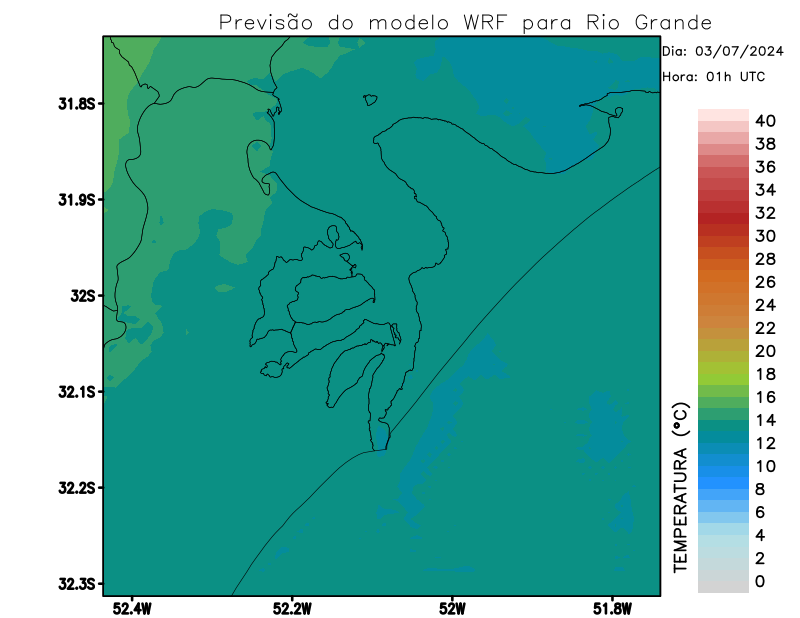 Previsão do modelo WRF para Rio Grande
Dia: 03/07/2024
Hora: 01h UTC
31.8S
31.9S
32S
32.1S
32.2S
32.3S
52.4W
52.2W
52W
51.8W
TEMPERATURA (°C)
40
38
36
34
32
30
28
26
24
22
20
18
16
14
12
10
8
6
4
2
0